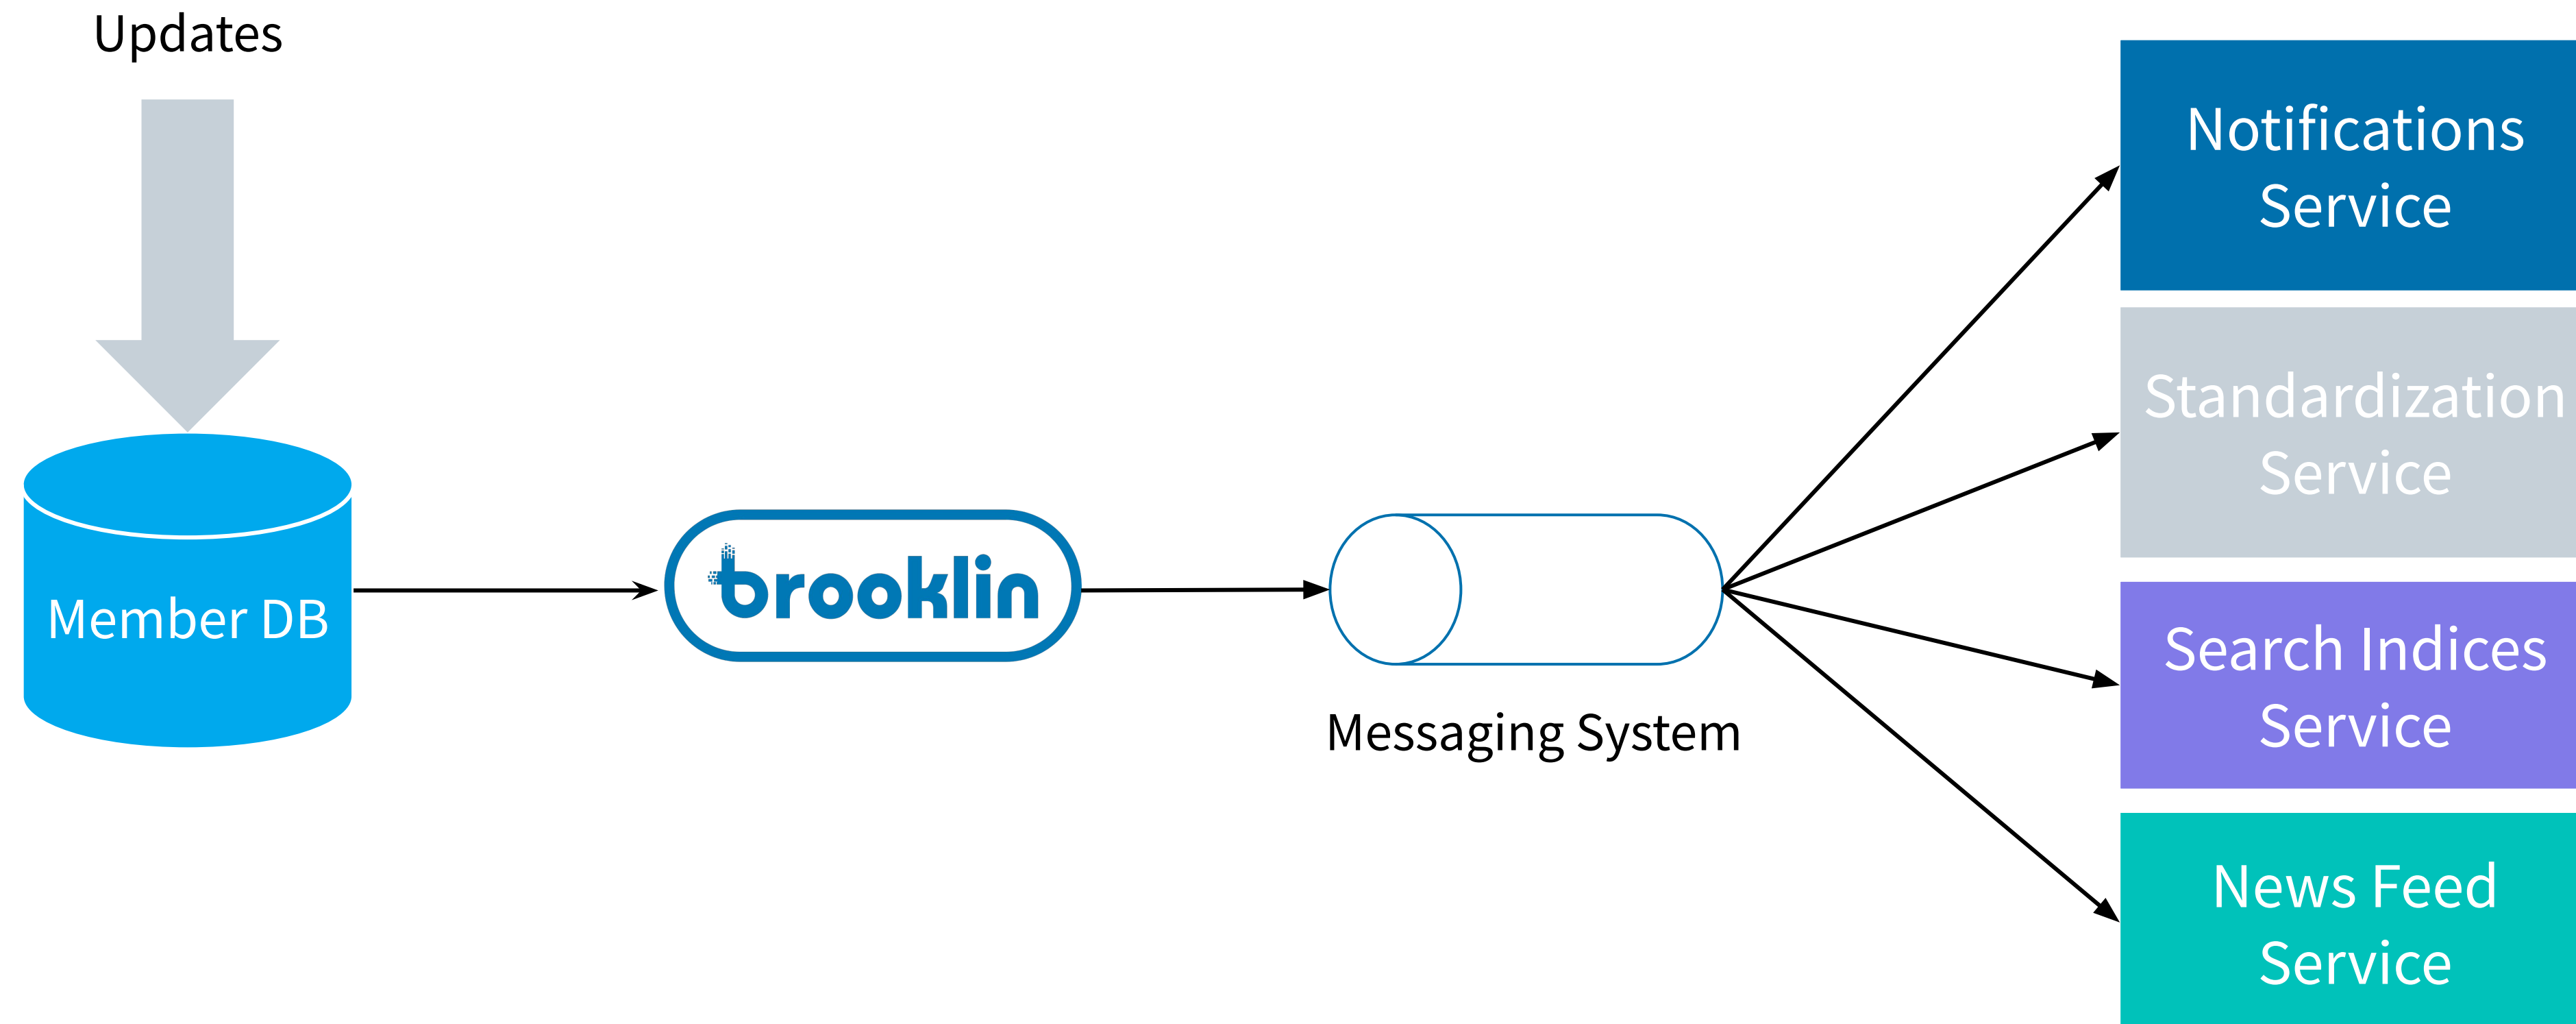 Updates
Member DB
brooklin
Messaging System
Notifications
Service
Standardization
Service
Search Indices
Service
News Feed
Service